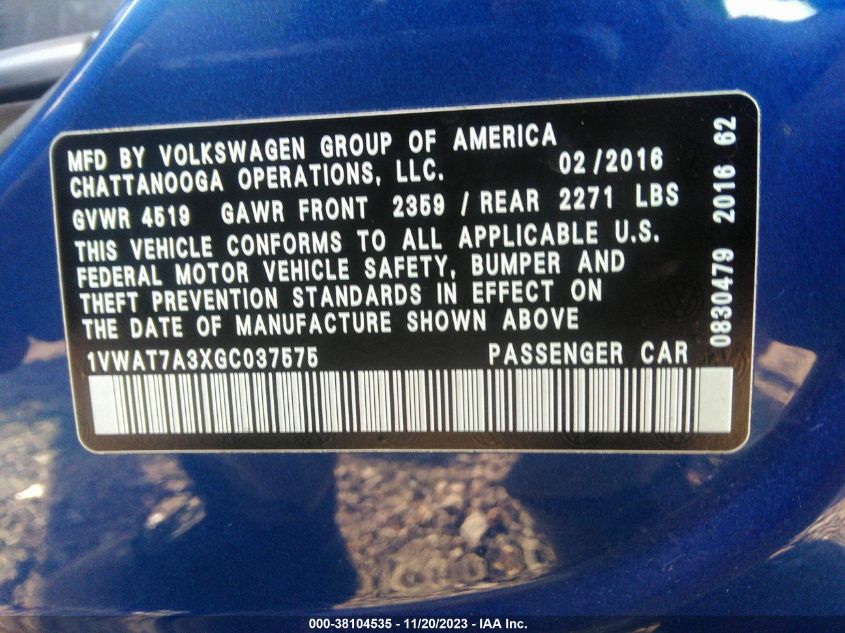 MFD BY VOLKSWAGEN GROUP OF AMERICA
CHATTANOOGA OPERATIONS, LLC. 02/2016
GVWR 4519 GAWR FRONT 2359 / REAR 2271 LBS
THIS VEHICLE CONFORMS TO ALL APPLICABLE U.S.
FEDERAL MOTOR VEHICLE SAFETY, BUMPER AND
THEFT PREVENTION STANDARDS IN EFFECT ON
THE DATE OF MANUFACTURE SHOWN ABOVE
1VWAT7A3XGC037575 PASSENGER CAR
0830479 2016 62
000-38104535 - 11/20/2023 - IAA Inc.